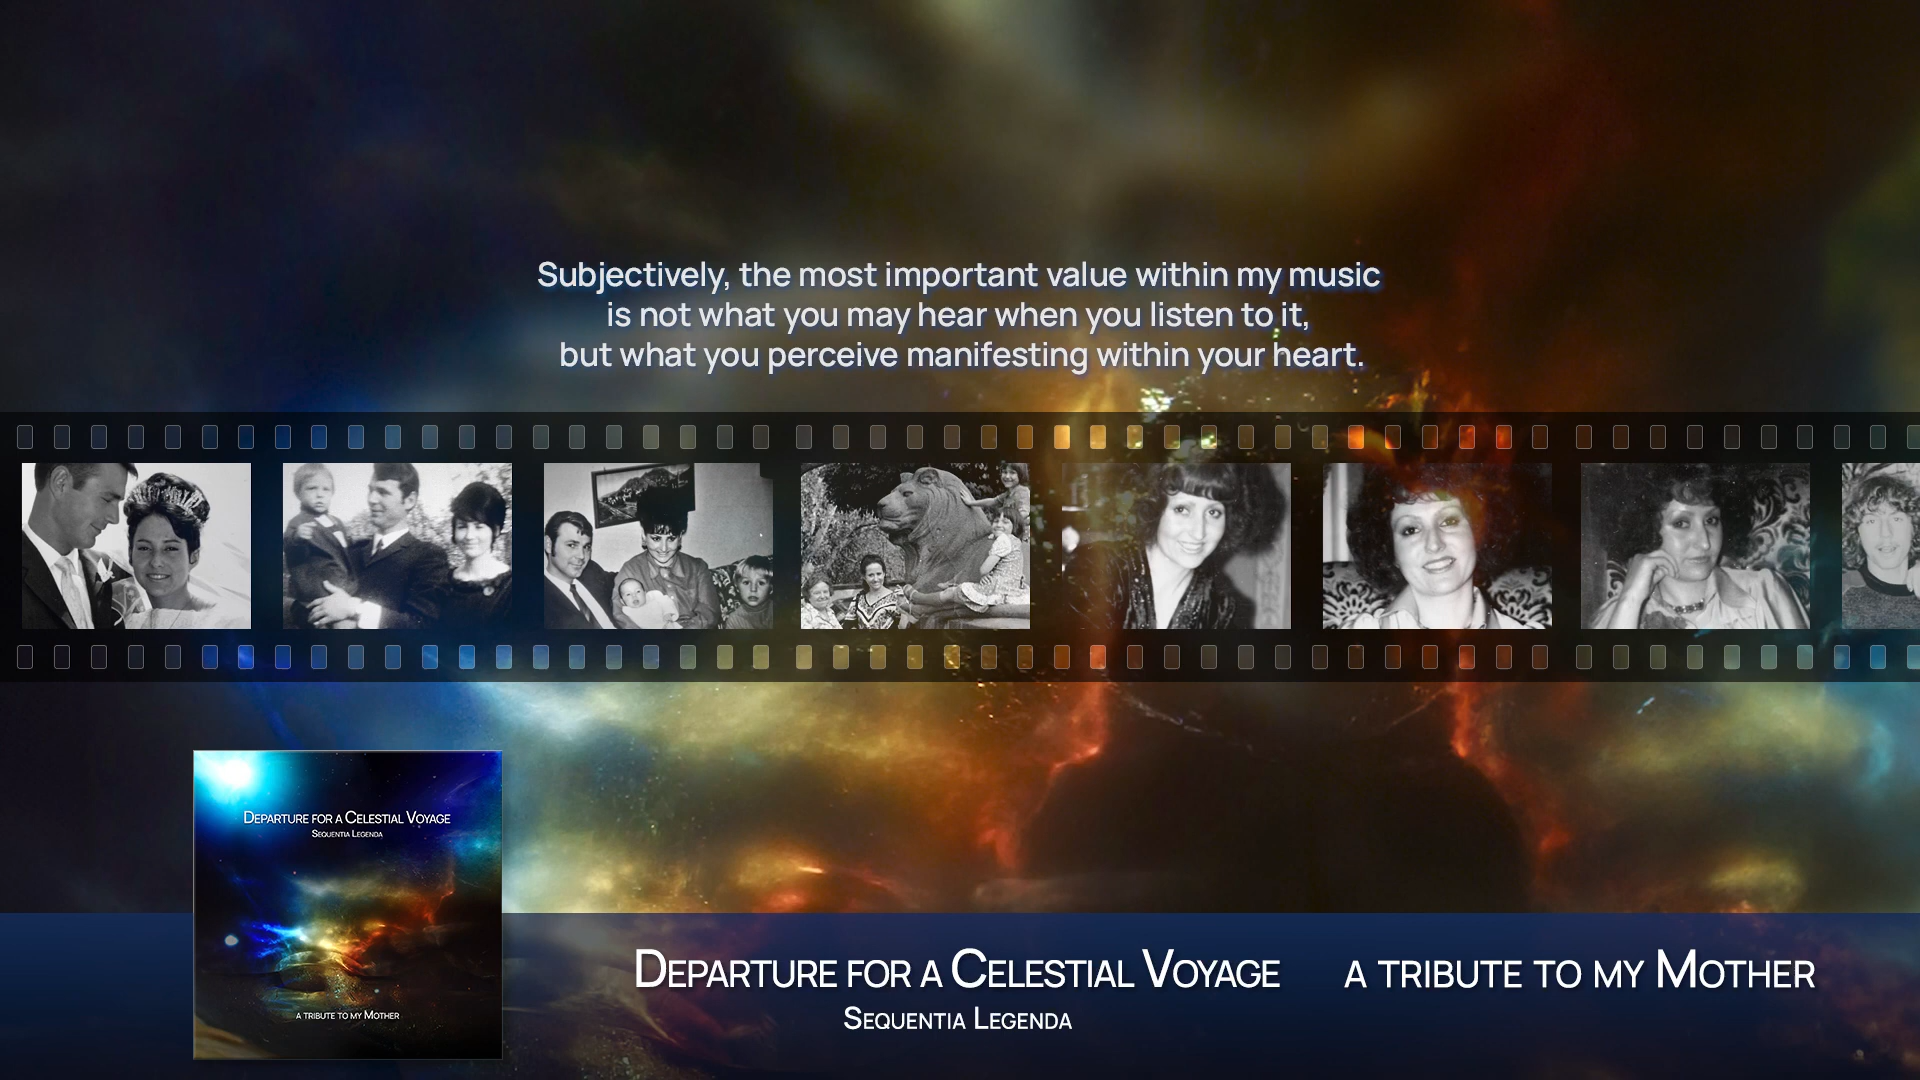 Subjectively, the most important value within my music
is not what you may hear when you listen to it,
but what you perceive manifesting within your heart.
Departure for a Celestial Voyage
Sequentia Legenda
a tribute to my Mother
Departure for a Celestial Voyage a tribute to my Mother
Sequentia Legenda